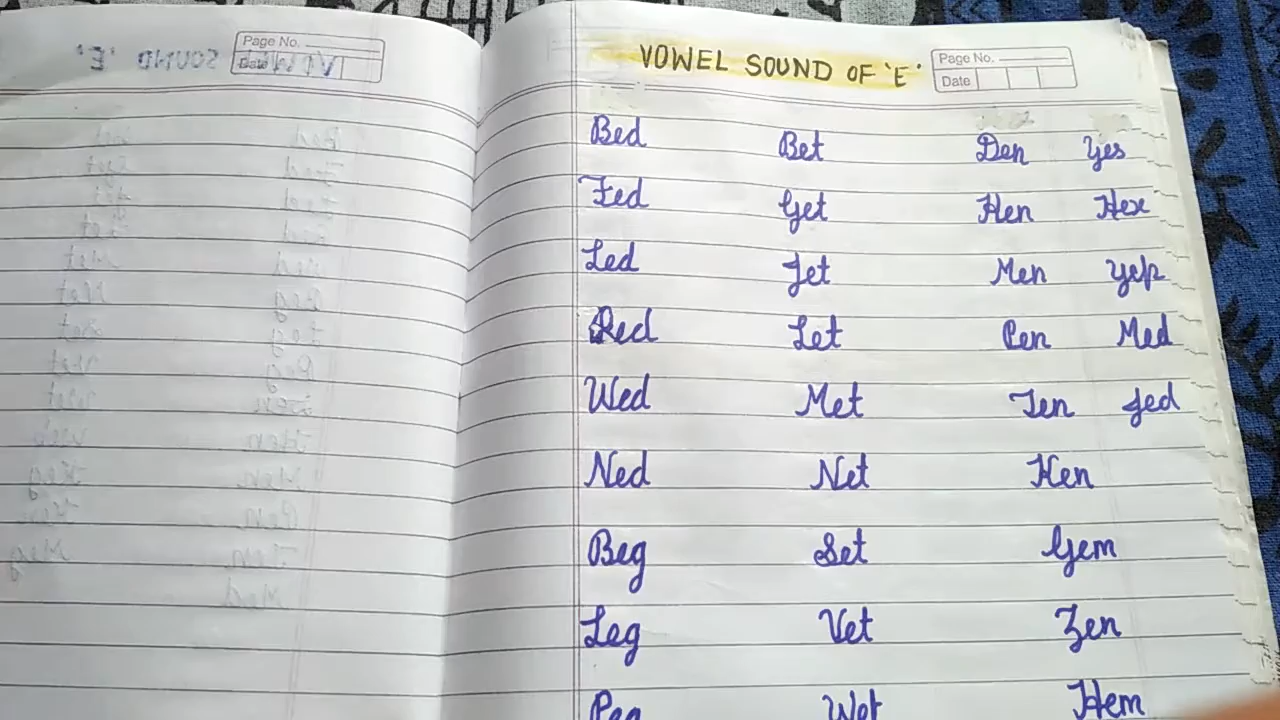 Page No.
Date
VOWEL SOUND OF 'E'
Page No.
Date
Bed Bet Den Yes
Fed Get Hen Hex
Led Jet Men Yep
Red Let Pen Med
Wed Met Ten Jed
Ned Net Ken
Beg Set Gem
Leg Vet Zen
Peg Wet Hem